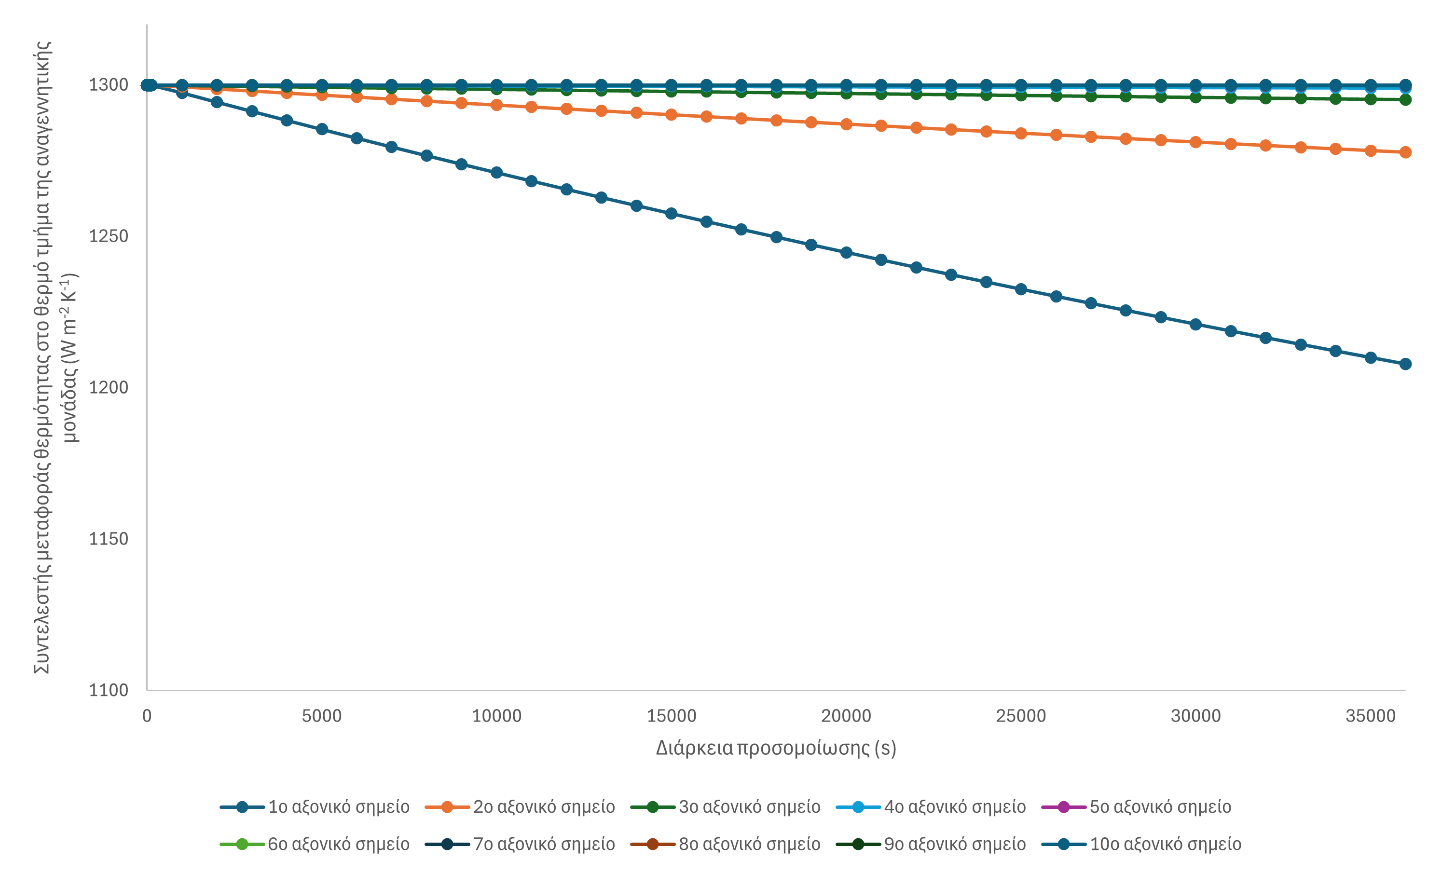 Συντελεστής μεταφοράς θερμότητας στο θερμό τμήμα της αναγεννητικής
μονάδας (W m-2 K-1)
1300
1250
1200
1150
1100
0 5000 10000 15000 20000 25000 30000 35000
Διάρκεια προσομοίωσης (s)
1ο αξονικό σημείο 2ο αξονικό σημείο 3ο αξονικό σημείο 4ο αξονικό σημείο 5ο αξονικό σημείο
6ο αξονικό σημείο 7ο αξονικό σημείο 8ο αξονικό σημείο 9ο αξονικό σημείο 10ο αξονικό σημείο